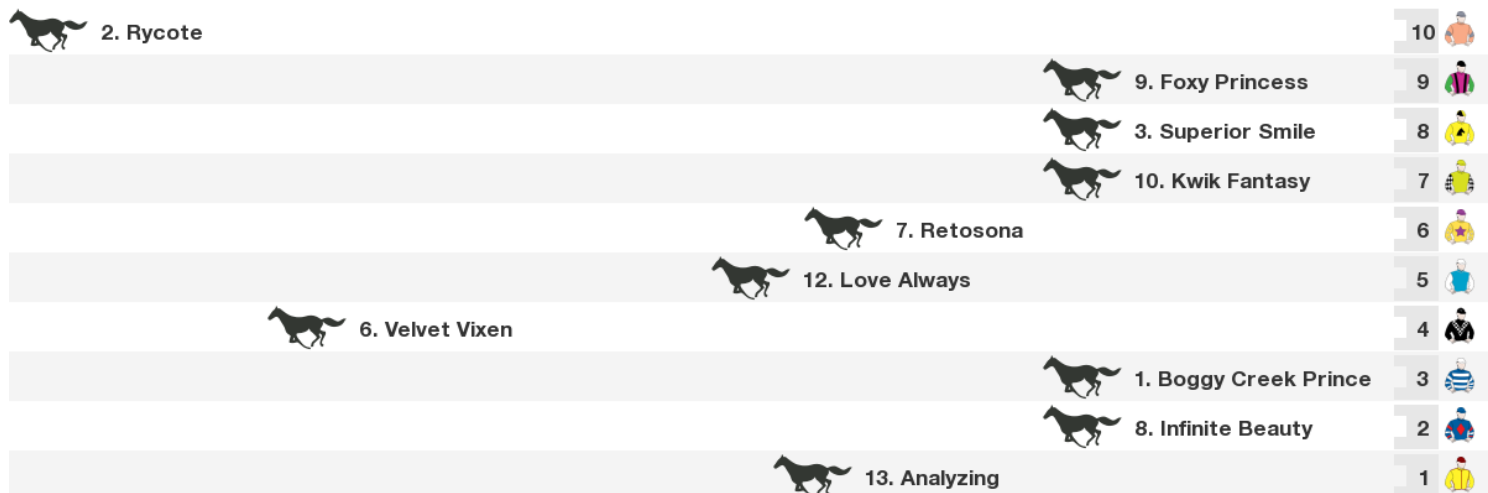 2. Rycote 10
9. Foxy Princess 9
3. Superior Smile 8
10. Kwik Fantasy 7
7. Retosona 6
12. Love Always 5
6. Velvet Vixen 4
1. Boggy Creek Prince 3
8. Infinite Beauty 2
13. Analyzing 1